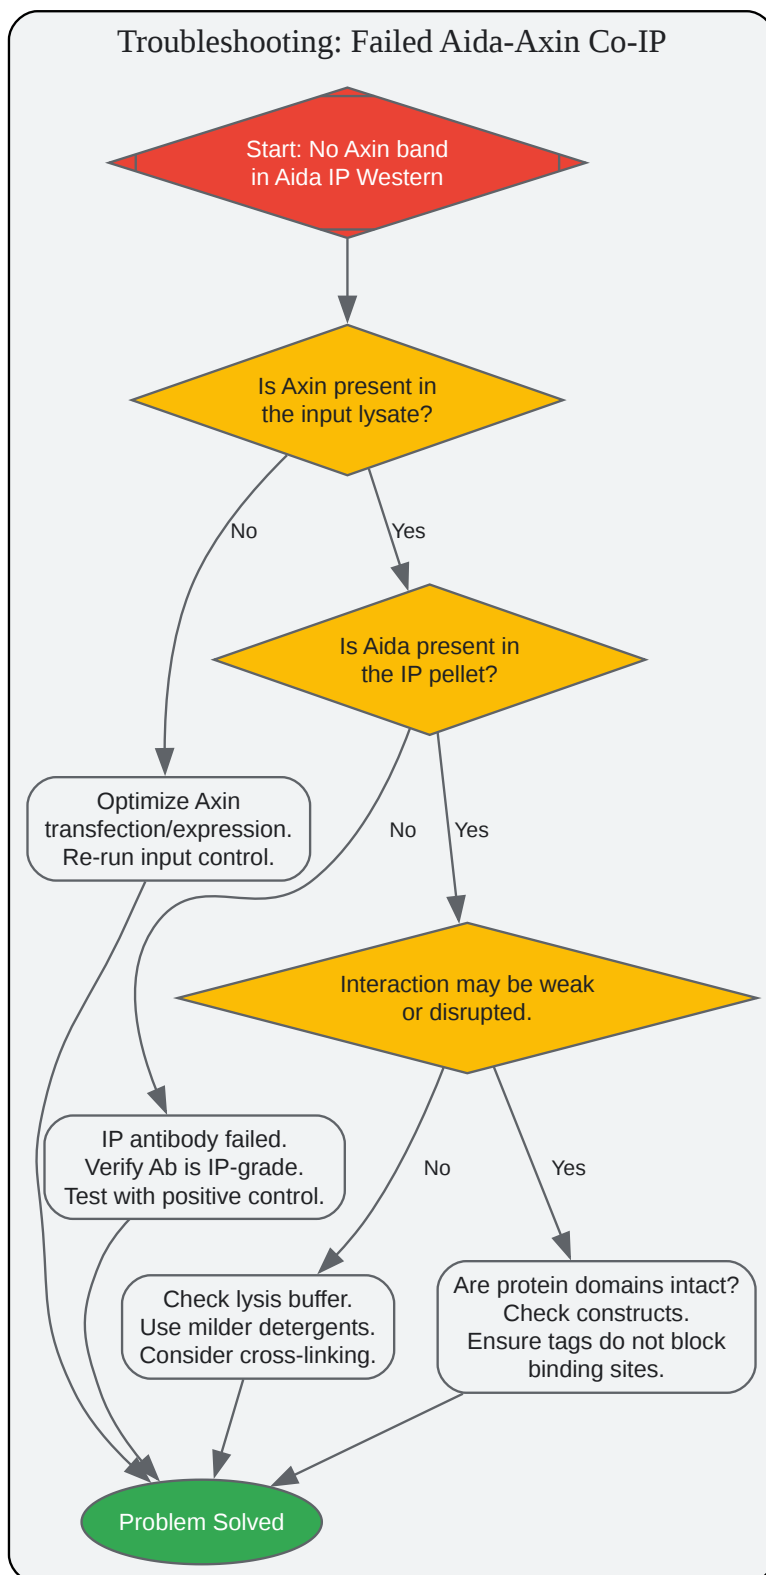 Troubleshooting: Failed Aida-Axin Co-IP
Start: No Axin band
in Aida IP Western
Is Axin present in
the input lysate?
No
Yes
Is Aida present in
the IP pellet?
Optimize Axin
transfection/expression.
Re-run input control.
No
Yes
Interaction may be weak
or disrupted.
IP antibody failed.
Verify Ab is IP-grade.
Test with positive control.
No
Yes
Check lysis buffer.
Use milder detergents.
Consider cross-linking.
Are protein domains intact?
Check constructs.
Ensure tags do not block
binding sites.
Problem Solved